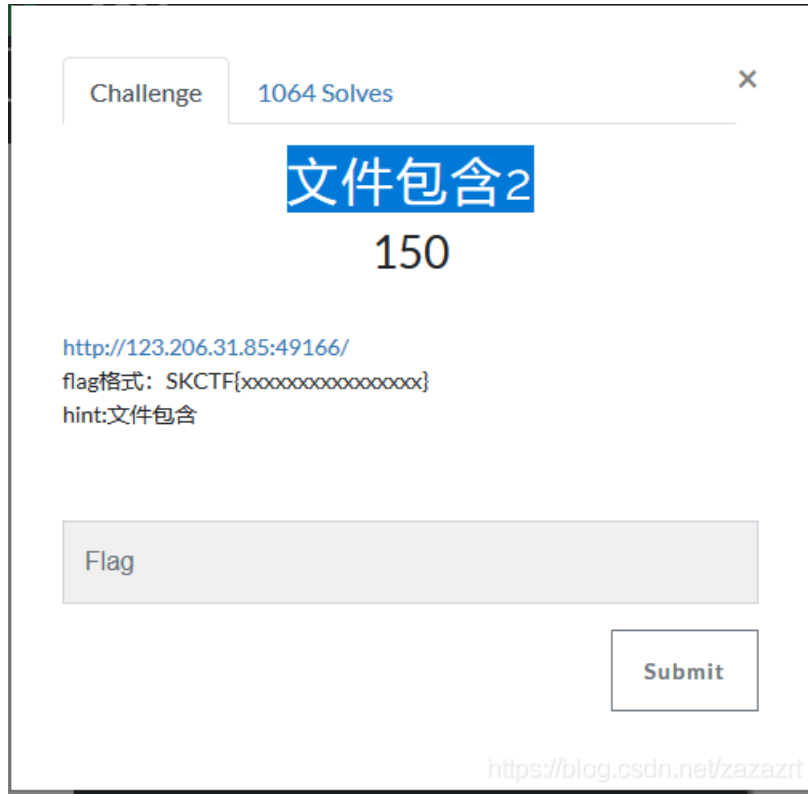 Challenge
1064 Solves
×
文件包含2
150
http://123.206.31.85:49166/
flag格式：SKCTF{xxxxxxxxxxxxxxxx}
hint:文件包含
Flag
Submit
https://blog.csdn.net/zazazrt